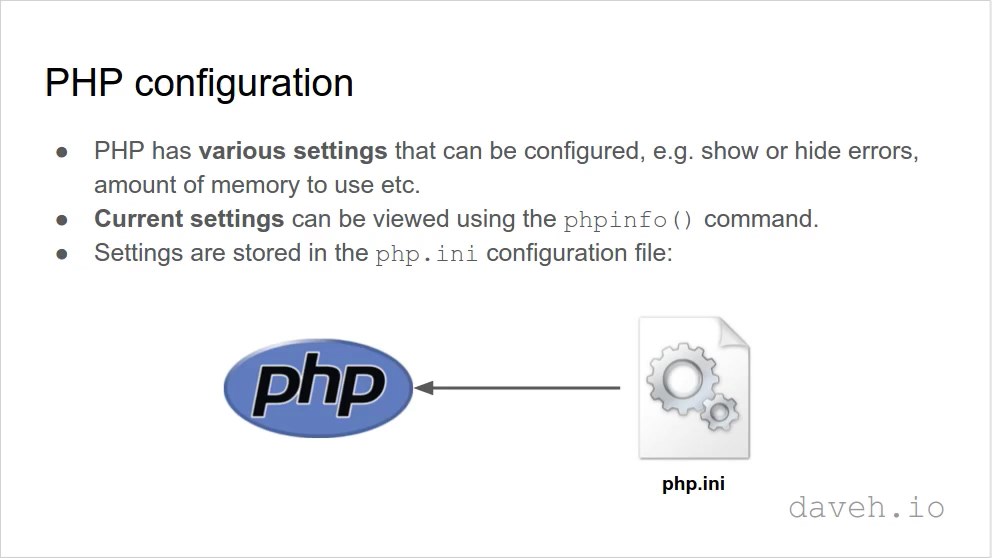 PHP configuration
● PHP has various settings that can be configured, e.g. show or hide errors,
amount of memory to use etc.
● Current settings can be viewed using the phpinfo() command.
● Settings are stored in the php.ini configuration file:
php
php.ini
daveh.io